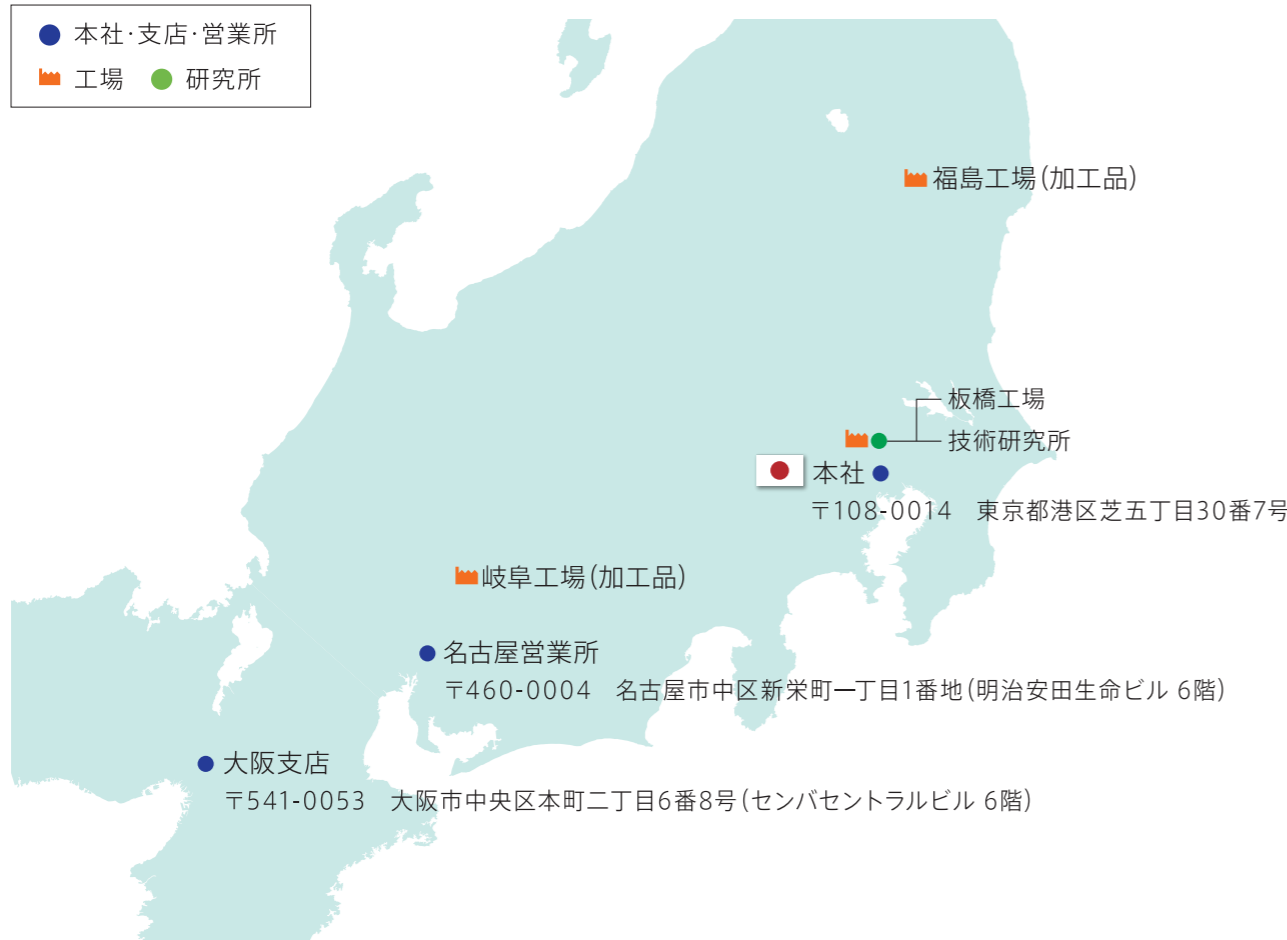 本社・支店・営業所
工場 研究所
福島工場(加工品)
板橋工場
技術研究所
本社
〒108-0014 東京都港区芝五丁目30番7号
岐阜工場(加工品)
名古屋営業所
〒460-0004 名古屋市中区新栄町一丁目1番地(明治安田生命ビル 6階)
大阪支店
〒541-0053 大阪市中央区本町二丁目6番8号(センバセントラルビル 6階)